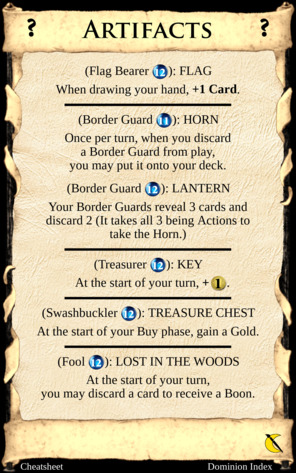 ? ARTIFACTS ?
(Flag Bearer 12): FLAG
When drawing your hand, +1 Card.
(Border Guard 11): HORN
Once per turn, when you discard
a Border Guard from play,
you may put it onto your deck.
(Border Guard 12): LANTERN
Your Border Guards reveal 3 cards and
discard 2 (It takes all 3 being Actions to
take the Horn.)
(Treasurer 12): KEY
At the start of your turn, + 1.
(Swashbuckler 12): TREASURE CHEST
At the start of your Buy phase, gain a Gold.
(Fool 12): LOST IN THE WOODS
At the start of your turn,
you may discard a card to receive a Boon.
Cheatsheet Dominion Index